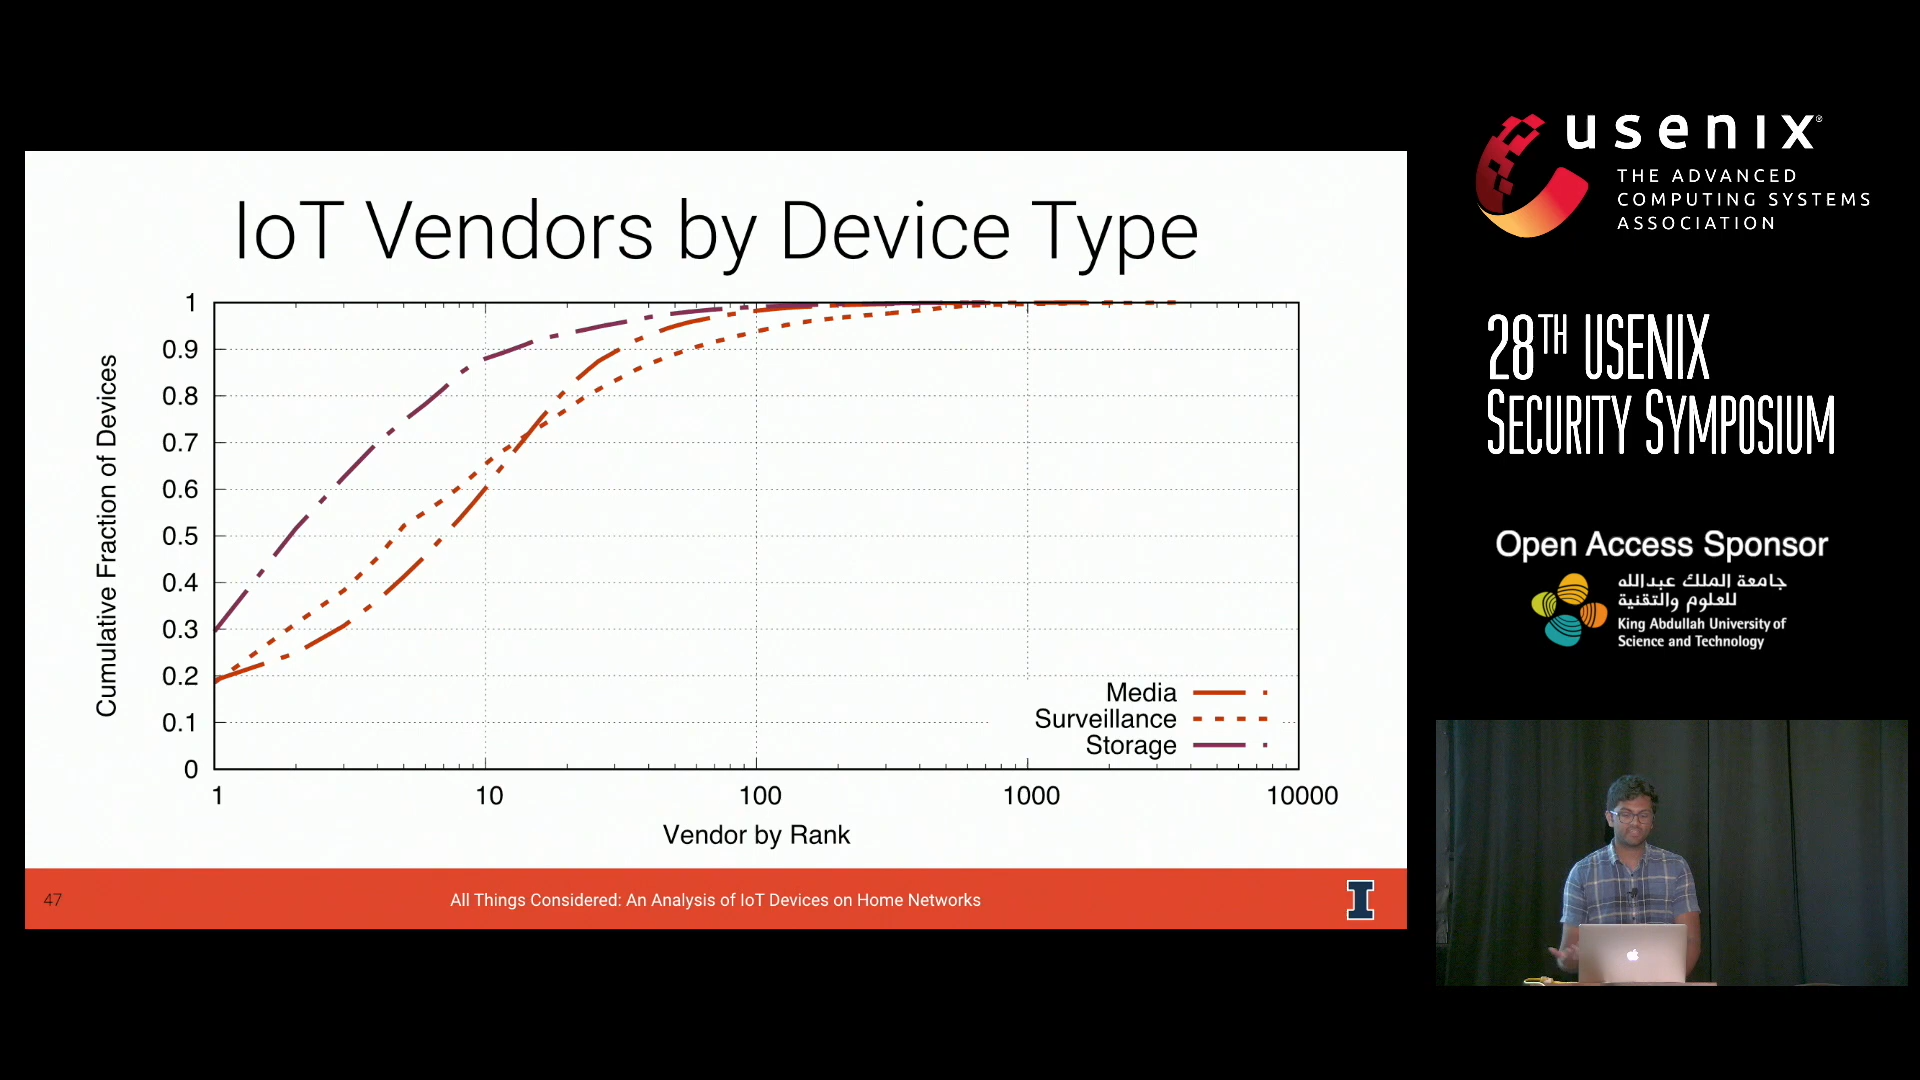 IoT Vendors by Device Type
1
0.9
0.8
0.7
0.6
0.5
0.4
0.3
0.2
0.1
0
Cumulative Fraction of Devices
Media
Surveillance
Storage
1 10 100 1000 10000
Vendor by Rank
47
All Things Considered: An Analysis of IoT Devices on Home Networks
I
usenix®
THE ADVANCED
COMPUTING SYSTEMS
ASSOCIATION
28TH USENIX
SECURITY SYMPOSIUM
Open Access Sponsor
جامعة الملك عبدالله
للعلوم والتقنية
King Abdullah University of
Science and Technology